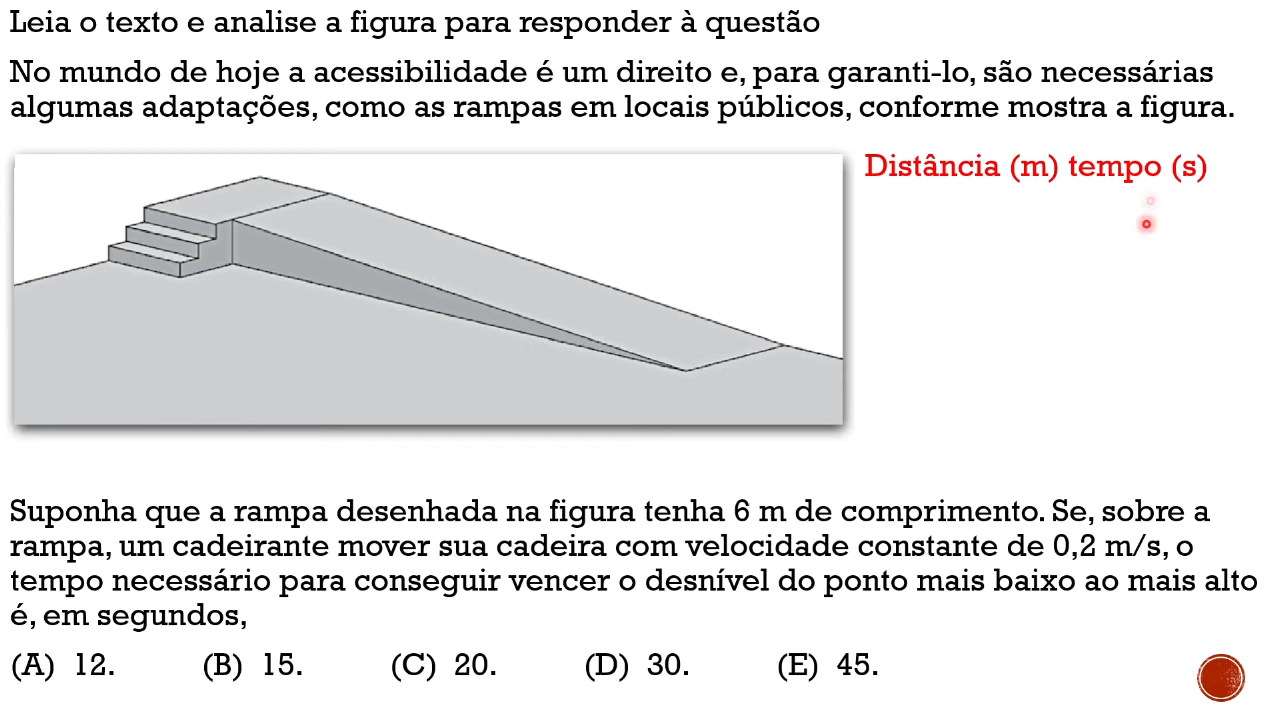 Leia o texto e analise a figura para responder à questão
No mundo de hoje a acessibilidade é um direito e, para garanti-lo, são necessárias
algumas adaptações, como as rampas em locais públicos, conforme mostra a figura.
Distância (m) tempo (s)
Suponha que a rampa desenhada na figura tenha 6 m de comprimento. Se, sobre a
rampa, um cadeirante mover sua cadeira com velocidade constante de 0,2 m/s, o
tempo necessário para conseguir vencer o desnível do ponto mais baixo ao mais alto
é, em segundos,
(A) 12. (B) 15. (C) 20. (D) 30. (E) 45.